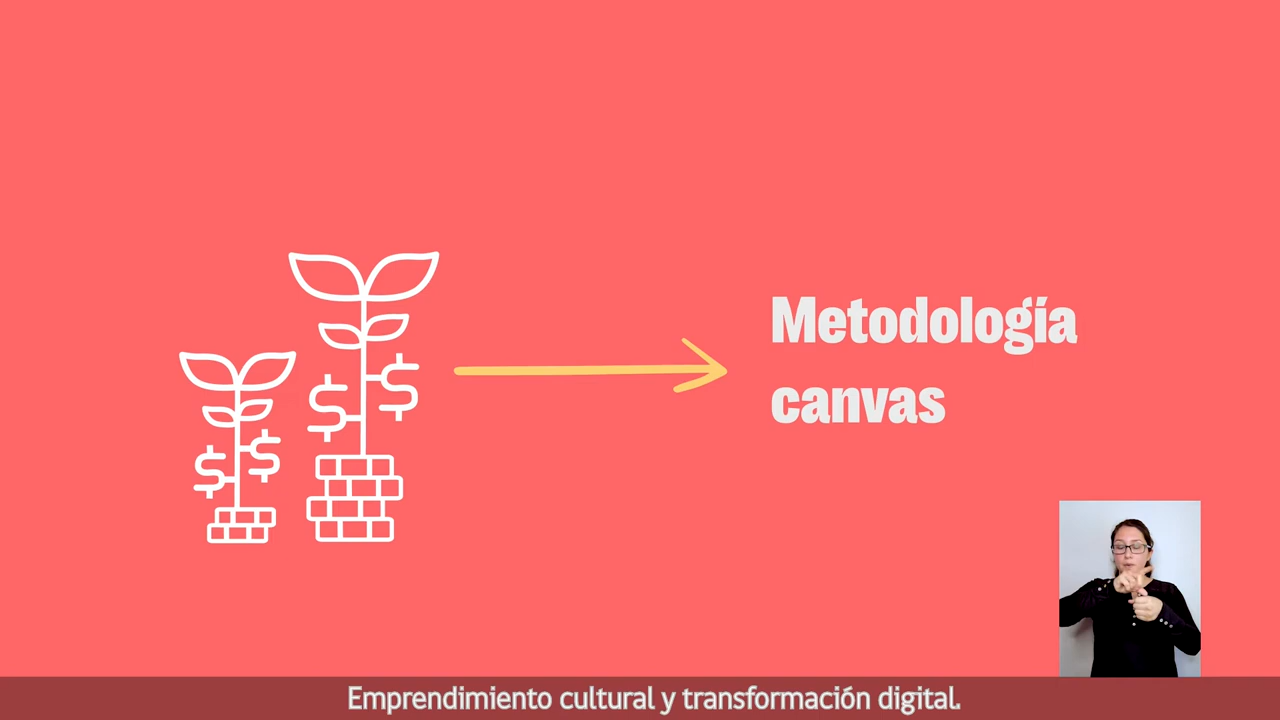 Metodología
canvas
Emprendimiento cultural y transformación digital.